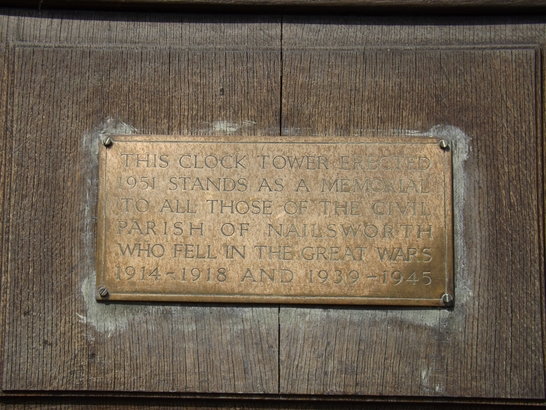 THIS CLOCK TOWER ERECTED
1951 STANDS AS A MEMORIAL
TO ALL THOSE OF THE CIVIL
PARISH OF NAILSWORTH
WHO FELL IN THE GREAT WARS
1914-1918 AND 1939-1945